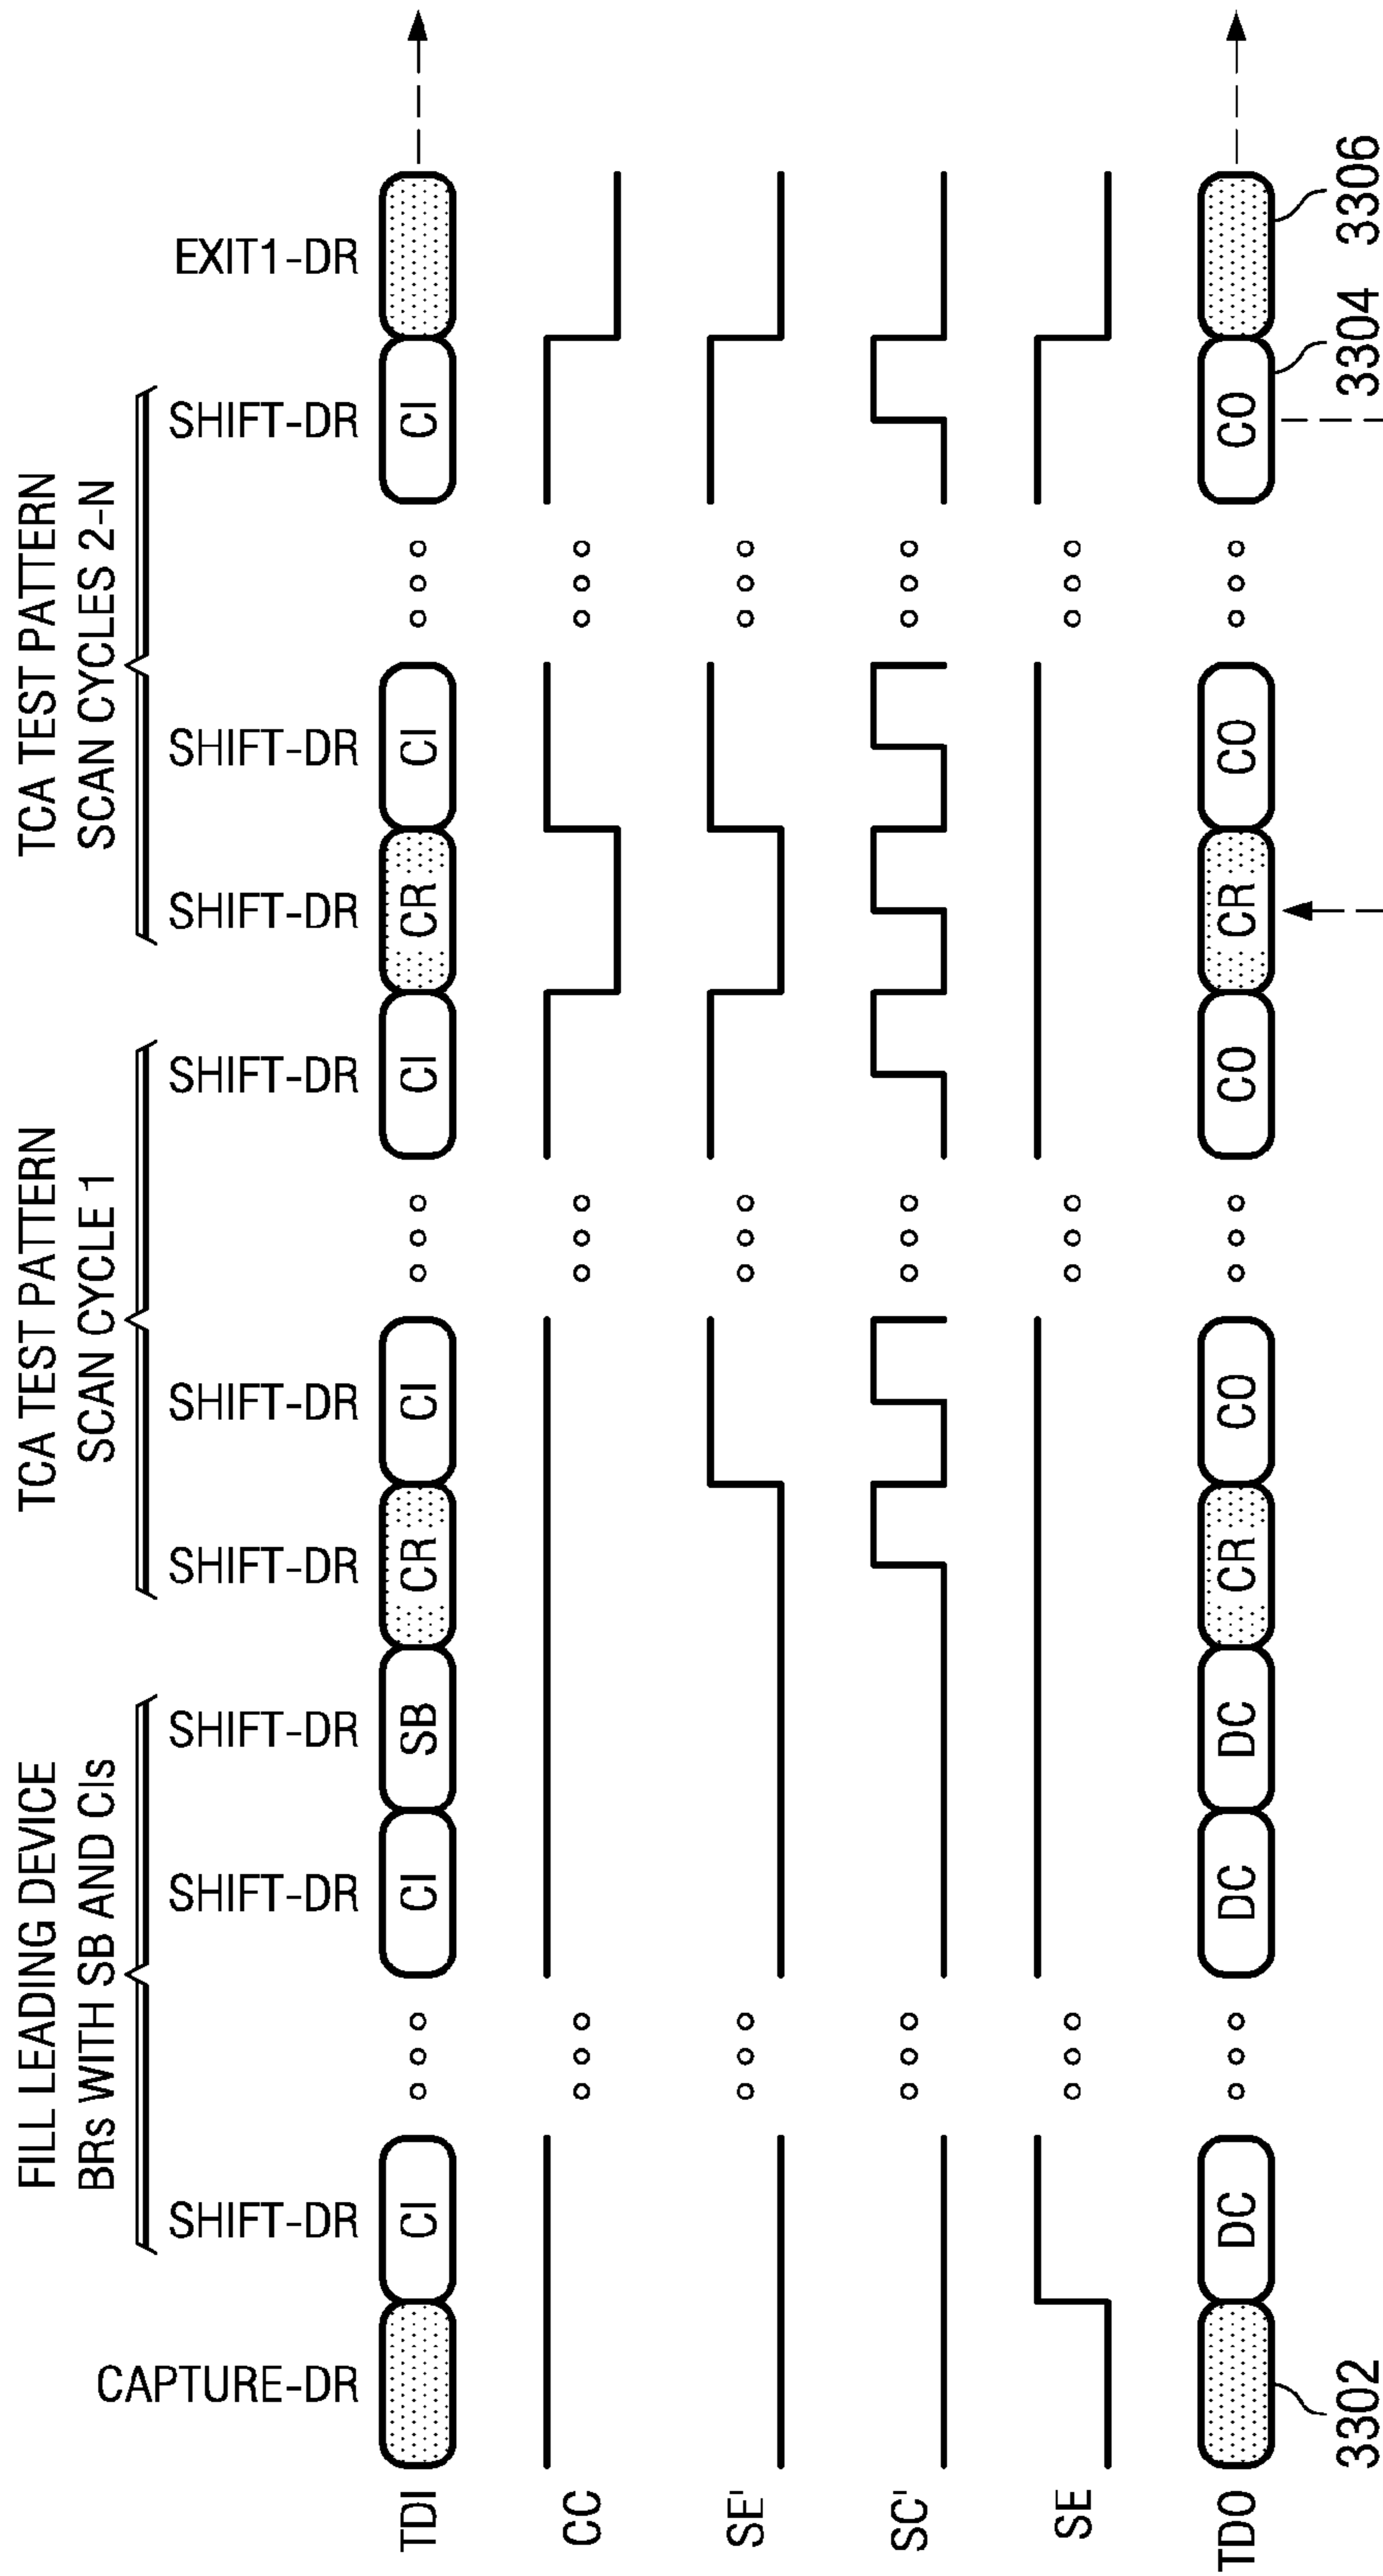 FILL LEADING DEVICE
BRs WITH SB AND CIs
TCA TEST PATTERN
SCAN CYCLE 1
TCA TEST PATTERN
SCAN CYCLES 2-N
CAPTURE-DR SHIFT-DR SHIFT-DR SHIFT-DR SHIFT-DR SHIFT-DR SHIFT-DR SHIFT-DR SHIFT-DR SHIFT-DR EXIT1-DR
TDI CI CI SB CR CI CI CR CI CI
CC
SE'
SC'
SE
TDO DC DC DC CR CO CO CR CO CO
3302 3304 3306